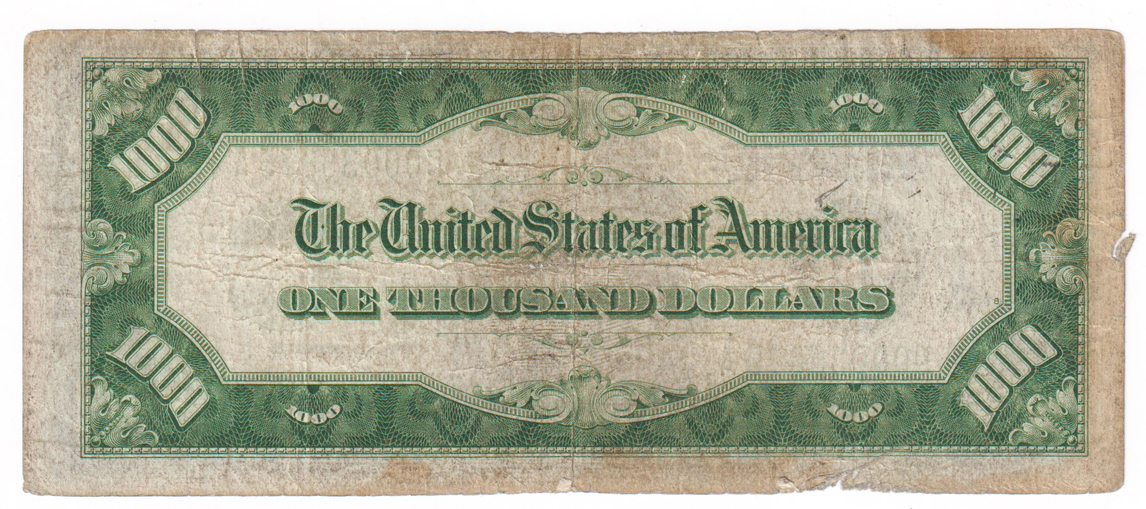 1000 1000 1000 1000
The United States of America
ONE THOUSAND DOLLARS
1000 1000 1000 1000